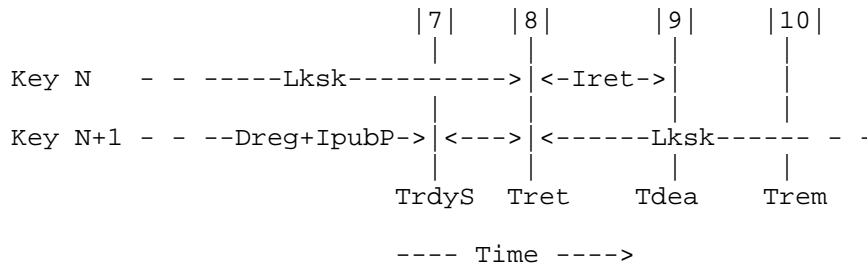 |7|    |8|        |9|     |10|
                               |      |          |       |
Key N    - - -----Lksk---------->|<-Iret->|       |
                               |      |          |       |
Key N+1 - - --Dreg+IpubP->|<--->|<------Lksk------ - -
                               |      |          |       |
                             TrdyS  Tret       Tdea    Trem
---- Time ---->